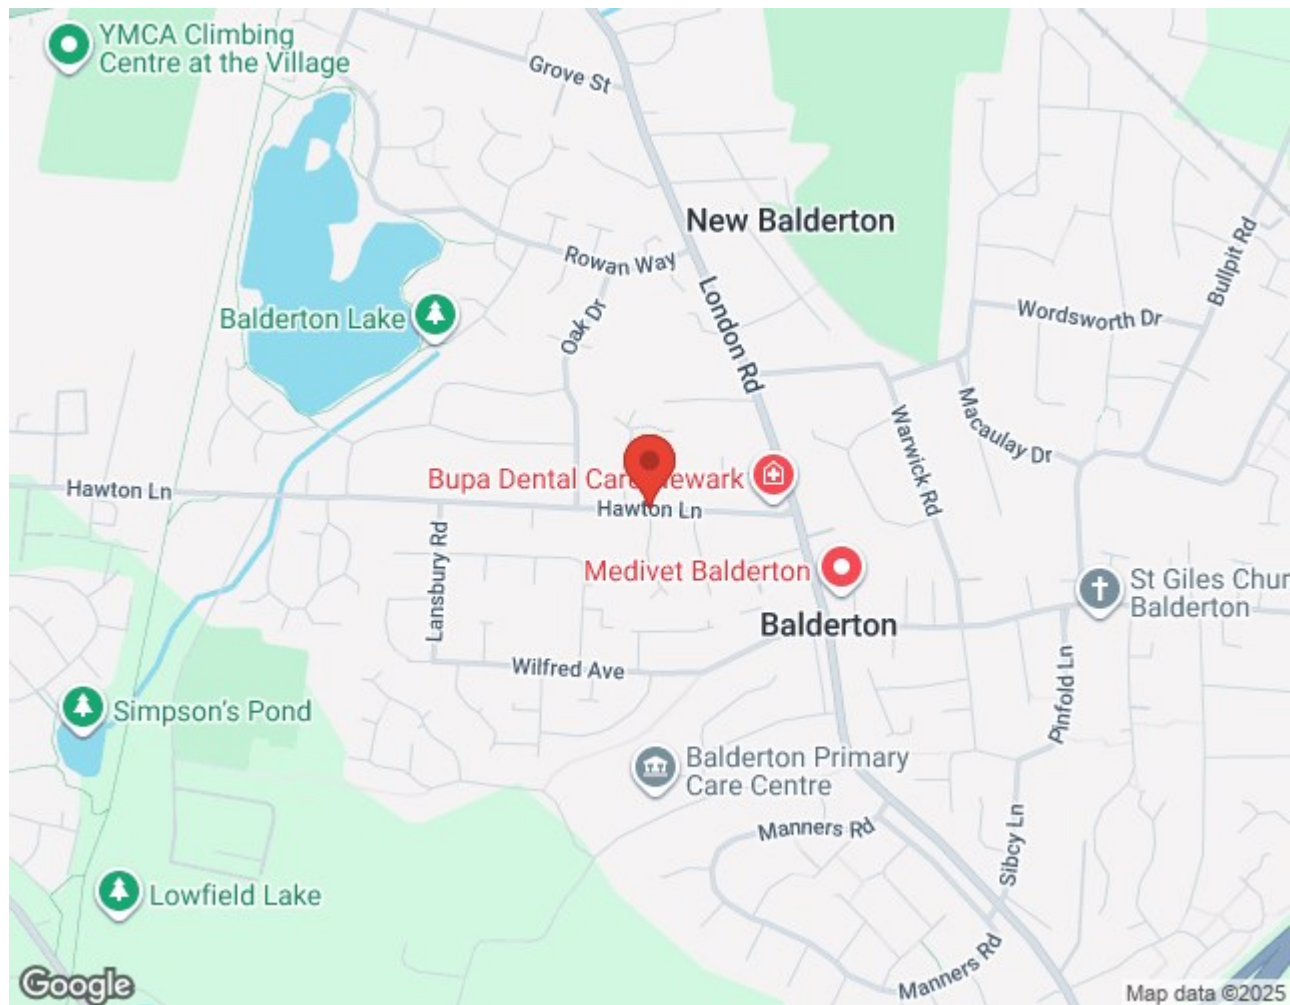 YMCA Climbing
Centre at the Village
Grove St
New Balderton
Rowan Way
Bullpit Rd
Balderton Lake
Oak Dr
London Rd
Wordsworth Dr
Macaulay Dr
Warwick Rd
Bupa Dental Care Newark
Hawton Ln
Hawton Ln
Lansbury Rd
Medivet Balderton
St Giles Chur
Balderton
Balderton
Wilfred Ave
Pinfold Ln
Simpson's Pond
Balderton Primary
Care Centre
Manners Rd
Sibcy Ln
Lowfield Lake
Manners Rd
Google
Map data ©2025